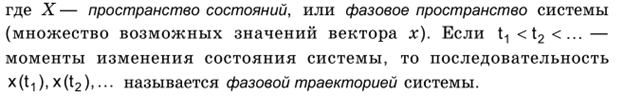 где X — пространство состояний, или фазовое пространство системы
(множество возможных значений вектора x). Если t₁ < t₂ < … —
моменты изменения состояния системы, то последовательность
x(t₁), x(t₂),… называется фазовой траекторией системы.